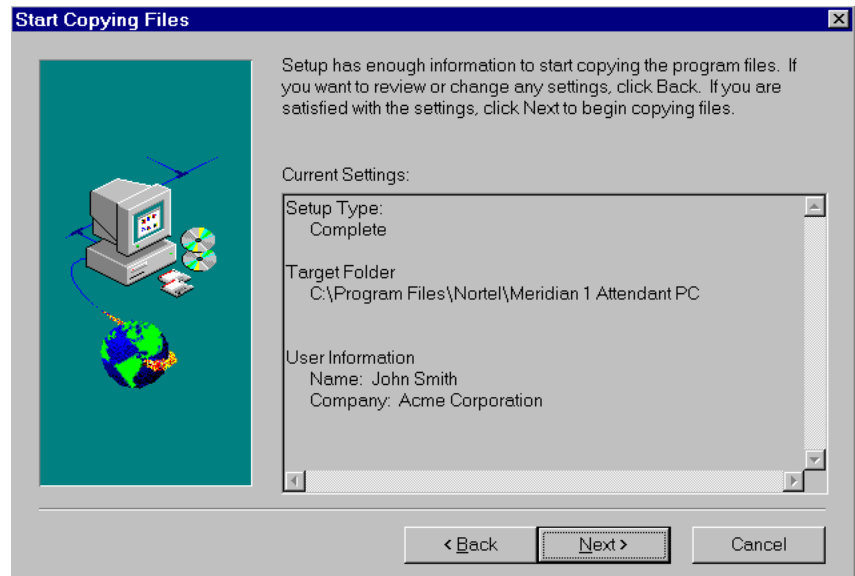 Start Copying Files
Setup has enough information to start copying the program files. If
you want to review or change any settings, click Back. If you are
satisfied with the settings, click Next to begin copying files.
Current Settings:
Setup Type:
Complete
Target Folder
C:\Program Files\Nortel\Meridian 1 Attendant PC
User Information
Name: John Smith
Company: Acme Corporation
< Back
Next >
Cancel